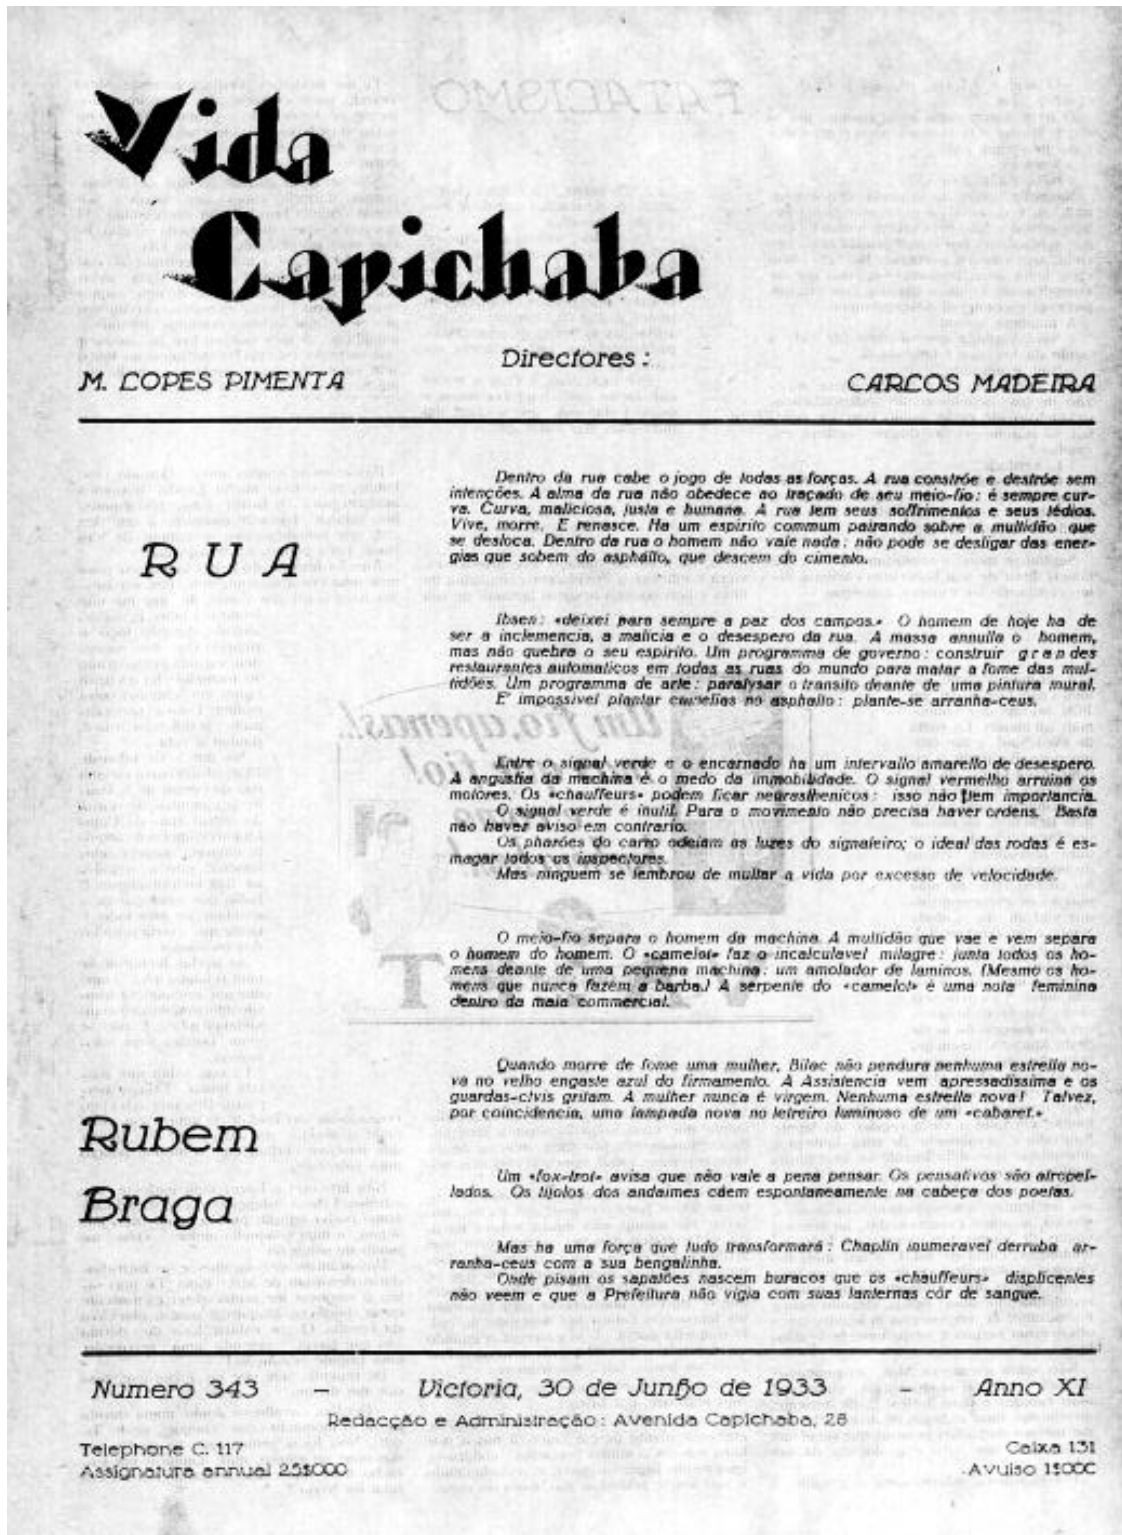 Vida
Capichaba
Directores :
M. LOPES PIMENTA
CARLOS MADEIRA
RUA
Dentro da rua cabe o jogo de todas as forças. A rua constróe e destróe sem
intenções. A alma da rua não obedece ao traçado de seu meio-fio: é sempre cur-
va. Curva, maliciosa, justa e humana. A rua tem seus soffrimentos e seus tédios.
Vive, morre. E renasce. Ha um espirito commum pairando sobre a multidão que
se desloca. Dentro da rua o homem não vale nada: não pode se desligar das ener-
gias que sobem do asphalto, que descem do cimento.
Ibsen: «deixei para sempre a paz dos campos.» O homem de hoje ha de
ser a inclemencia, a malicia e o desespero da rua. A massa annulla o homem,
mas não quebra o seu espirito. Um programma de governo: construir grandes
restaurantes automaticos em todas as ruas do mundo para matar a fome das mul-
tidões. Um programma de arte: paralysar o transito deante de uma pintura mural.
E' impossivel plantar camelias no asphalto: plante-se arranha-ceus.
Entre o signal verde e o encarnado ha um intervallo amarello de desespero.
A angustia da machina é o medo da immobilidade. O signal vermelho arruina os
motores. Os «chauffeurs» podem ficar neurasthenicos: isso não tem importancia.
O signal verde é inutil. Para o movimento não precisa haver ordens. Basta
não haver aviso em contrario.
Os pharóes do carro odeiam as luzes do signaleiro; o ideal das rodas é es-
magar todos os inspectores.
Mas ninguem se lembrou de multar a vida por excesso de velocidade.
O meio-fio separa o homem da machina. A multidão que vae e vem separa
o homem do homem. O «camelot» faz o incalculavel milagre: junta todos os ho-
mens deante de uma pequena machina: um amolador de laminas. (Mesmo os ho-
mens que nunca fazem a barba.) A serpente do «camelot» é uma nota feminina
dentro da maia commercial.
Quando morre de fome uma mulher, Bilac não pendura nenhuma estrella no-
va no velho engaste azul do firmamento. A Assistencia vem apressadissima e os
guardas-civis gritam. A mulher nunca é virgem. Nenhuma estrella nova! Talvez,
por coincidencia, uma lampada nova no letreiro luminoso de um «cabaret.»
Rubem
Braga
Um «fox-trot» avisa que não vale a pena pensar. Os pensativos são atropel-
lados. Os tijolos dos andaimes cáem espontaneamente na cabeça dos poetas.
Mas ha uma força que tudo transformará: Chaplin inumeravel derruba ar-
ranha-ceus com a sua bengalinha.
Onde pisam os sapatões nascem buracos que os «chauffeurs» displicentes
não veem e que a Prefeitura não vigia com suas lanternas côr de sangue.
Numero 343 - Victoria, 30 de Junho de 1933 - Anno XI
Redacção e Administração: Avenida Capichaba, 28
Telephone C. 117
Caixa 131
Assignatura annual 25$000
Avulso 1$000